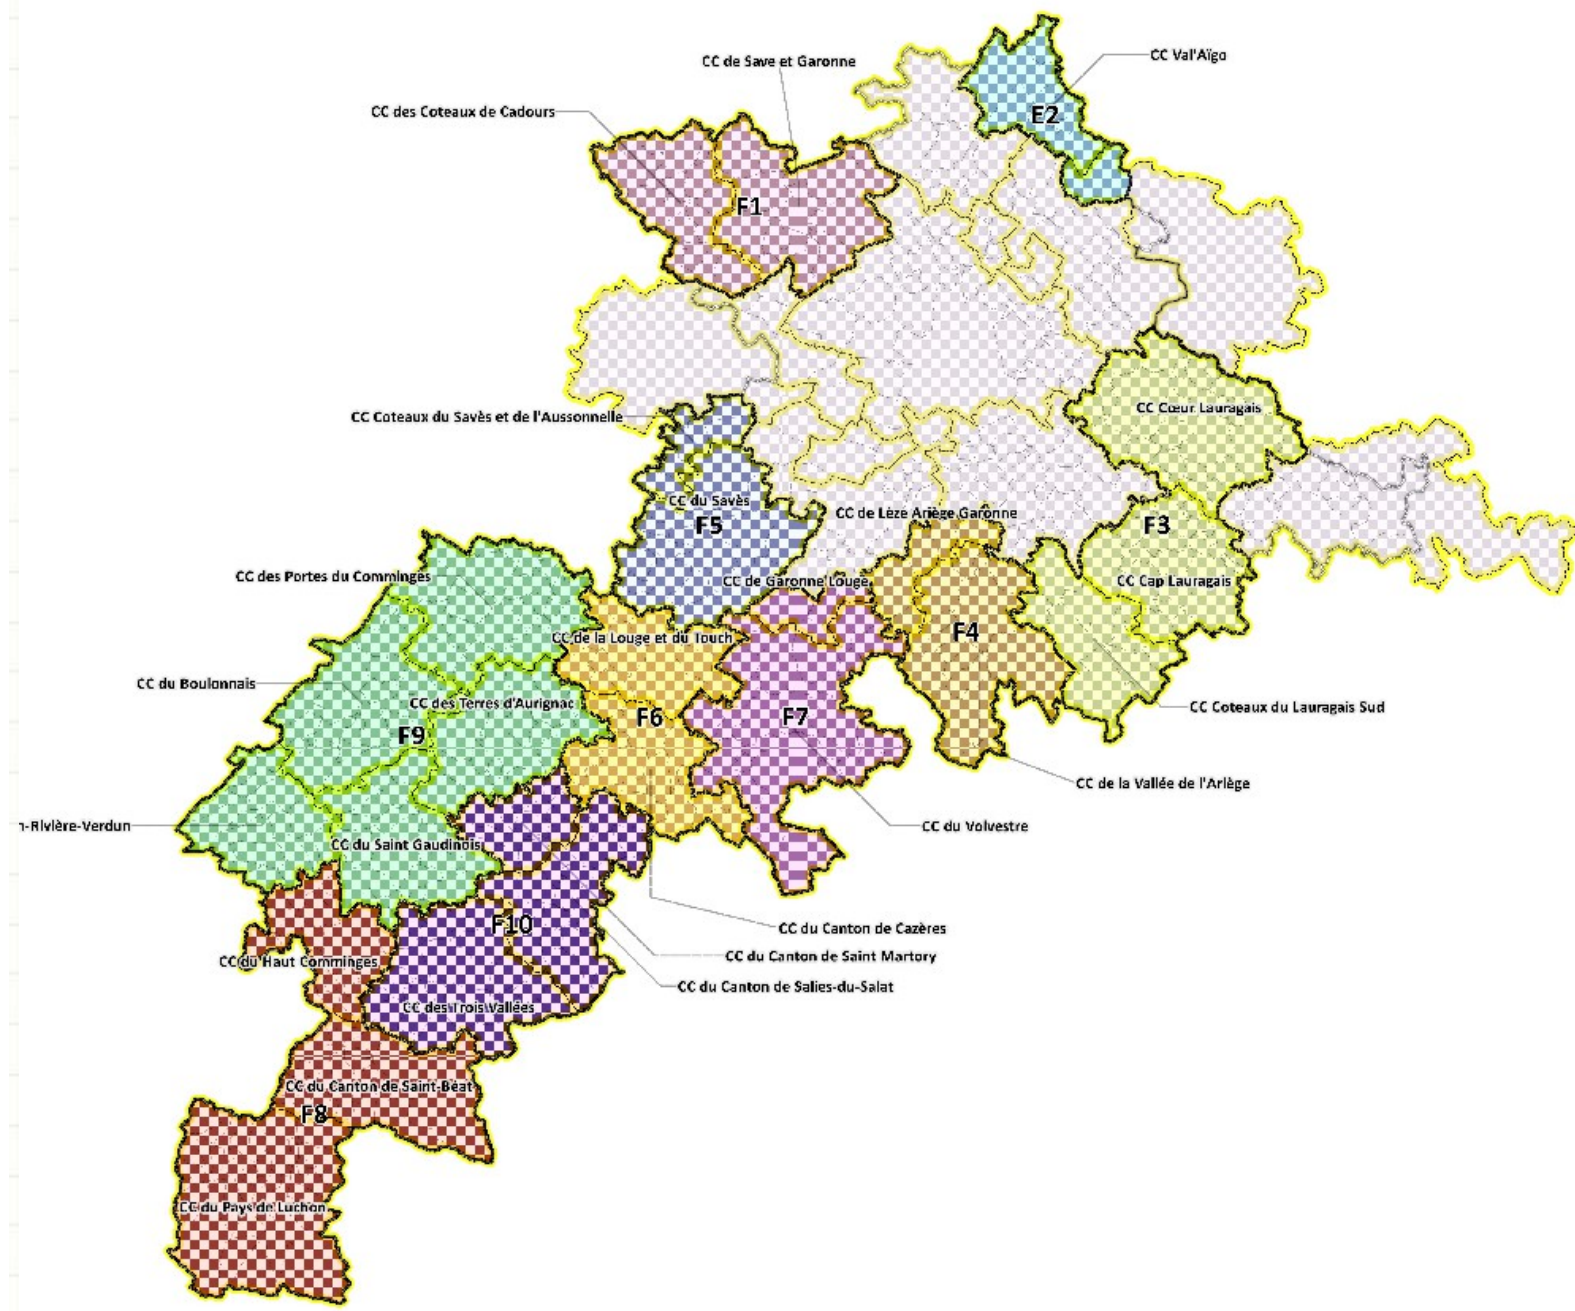 CC Val'Aïgo
CC de Save et Garonne
CC des Coteaux de Cadours
E2
F1
CC Cœur Lauragais
CC Coteaux du Savès et de l'Aussonnelle
CC du Savès
CC de Lèze Ariège Garonne
F5
F3
CC des Portes du Comminges
CC de Garonne Louge
CC Cap Lauragais
CC de la Louge et du Touch
F4
CC du Boulonnais
CC des Terres d'Aurignac
CC Coteaux du Lauragais Sud
F6
F7
F9
CC de la Vallée de l'Ariège
n-Rivière-Verdun
CC du Volvestre
CC du Saint Gaudinois
F10
CC du Canton de Cazères
CC du Canton de Saint Martory
CC du Haut Comminges
CC du Canton de Salies-du-Salat
CC des Trois Vallées
CC du Canton de Saint-Béat
F8
CC du Pays de Luchon